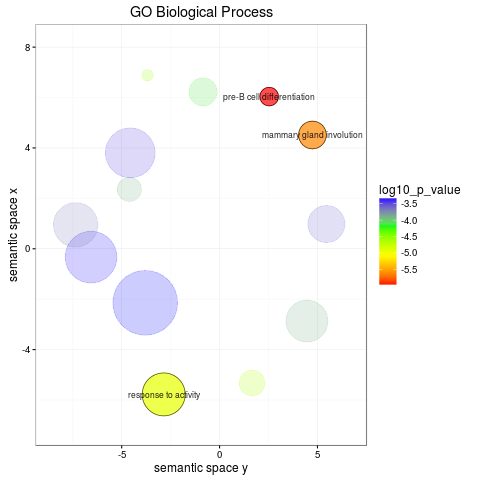 GO Biological Process
8
4
0
-4
semantic space x
pre-B cell differentiation
mammary gland involution
response to activity
-5
0
5
semantic space y
log10_p_value
-3.5
-4.0
-4.5
-5.0
-5.5